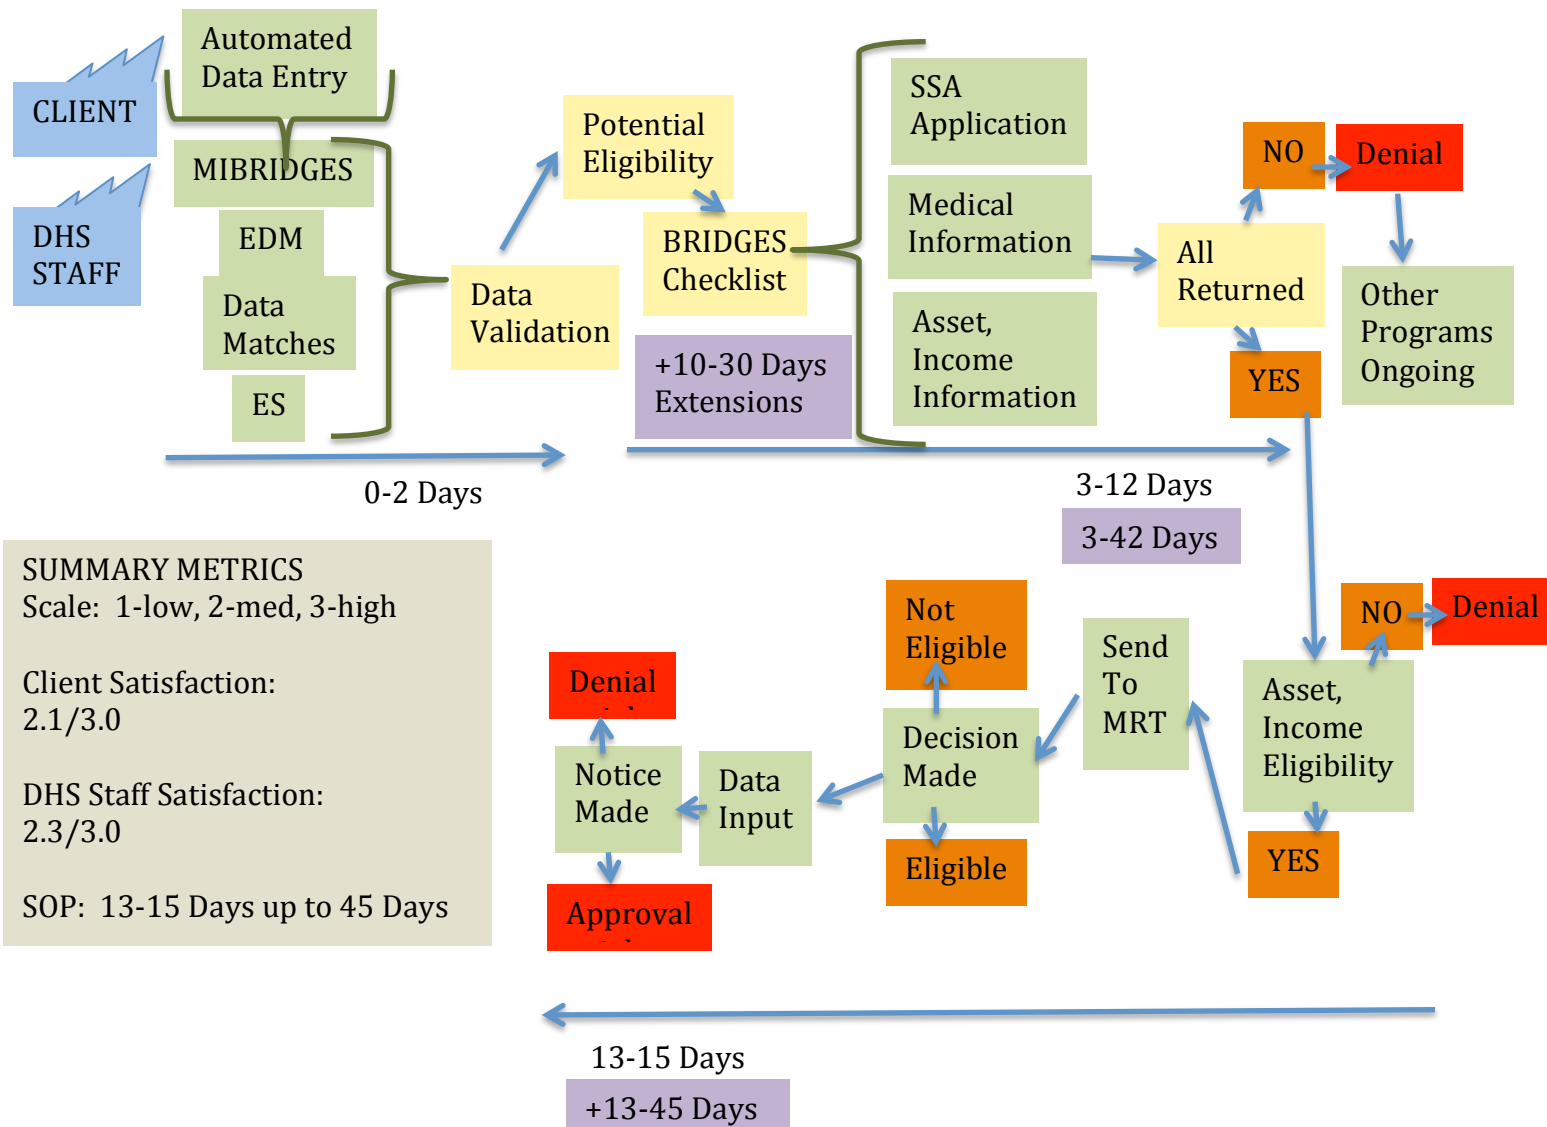 CLIENT
DHS
STAFF
Automated
Data Entry
MIBRIDGES
EDM
Data
Matches
ES
Data
Validation
Potential
Eligibility
BRIDGES
Checklist
+10-30 Days
Extensions
SSA
Application
Medical
Information
Asset,
Income
Information
All
Returned
NO
Denial
YES
Other
Programs
Ongoing
0-2 Days
3-12 Days
3-42 Days
SUMMARY METRICS
Scale:  1-low, 2-med, 3-high
Client Satisfaction:
2.1/3.0
DHS Staff Satisfaction:
2.3/3.0
SOP:  13-15 Days up to 45 Days
NO
Denial
Asset,
Income
Eligibility
YES
Send
To
MRT
Not
Eligible
Decision
Made
Eligible
Data
Input
Denial
Notice
Made
Approval
13-15 Days
+13-45 Days